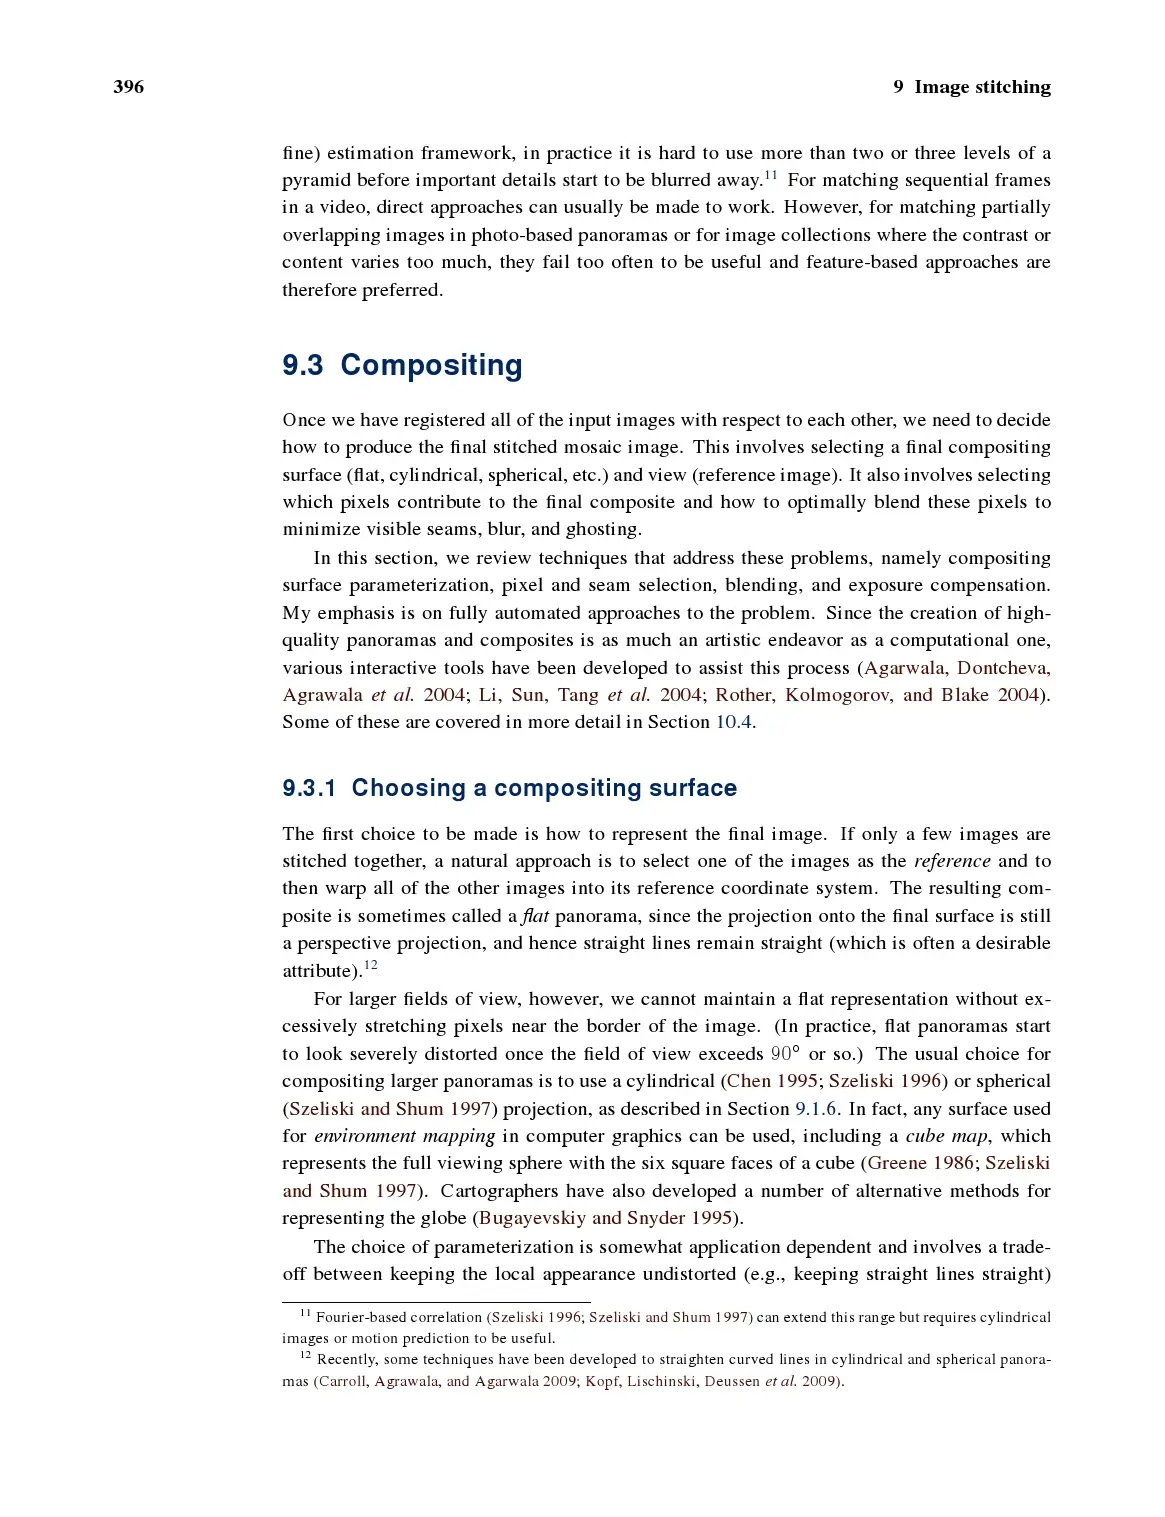 396 9 Image stitching
fine) estimation framework, in practice it is hard to use more than two or three levels of a
pyramid before important details start to be blurred away.11 For matching sequential frames
in a video, direct approaches can usually be made to work. However, for matching partially
overlapping images in photo-based panoramas or for image collections where the contrast or
content varies too much, they fail too often to be useful and feature-based approaches are
therefore preferred.
9.3 Compositing
Once we have registered all of the input images with respect to each other, we need to decide
how to produce the final stitched mosaic image. This involves selecting a final compositing
surface (flat, cylindrical, spherical, etc.) and view (reference image). It also involves selecting
which pixels contribute to the final composite and how to optimally blend these pixels to
minimize visible seams, blur, and ghosting.
In this section, we review techniques that address these problems, namely compositing
surface parameterization, pixel and seam selection, blending, and exposure compensation.
My emphasis is on fully automated approaches to the problem. Since the creation of high-
quality panoramas and composites is as much an artistic endeavor as a computational one,
various interactive tools have been developed to assist this process (Agarwala, Dontcheva,
Agrawala et al. 2004; Li, Sun, Tang et al. 2004; Rother, Kolmogorov, and Blake 2004).
Some of these are covered in more detail in Section 10.4.
9.3.1 Choosing a compositing surface
The first choice to be made is how to represent the final image. If only a few images are
stitched together, a natural approach is to select one of the images as the reference and to
then warp all of the other images into its reference coordinate system. The resulting com-
posite is sometimes called a flat panorama, since the projection onto the final surface is still
a perspective projection, and hence straight lines remain straight (which is often a desirable
attribute).12
For larger fields of view, however, we cannot maintain a flat representation without ex-
cessively stretching pixels near the border of the image. (In practice, flat panoramas start
to look severely distorted once the field of view exceeds 90° or so.) The usual choice for
compositing larger panoramas is to use a cylindrical (Chen 1995; Szeliski 1996) or spherical
(Szeliski and Shum 1997) projection, as described in Section 9.1.6. In fact, any surface used
for environment mapping in computer graphics can be used, including a cube map, which
represents the full viewing sphere with the six square faces of a cube (Greene 1986; Szeliski
and Shum 1997). Cartographers have also developed a number of alternative methods for
representing the globe (Bugayevskiy and Snyder 1995).
The choice of parameterization is somewhat application dependent and involves a trade-
off between keeping the local appearance undistorted (e.g., keeping straight lines straight)
11 Fourier-based correlation (Szeliski 1996; Szeliski and Shum 1997) can extend this range but requires cylindrical
images or motion prediction to be useful.
12 Recently, some techniques have been developed to straighten curved lines in cylindrical and spherical panora-
mas (Carroll, Agrawala, and Agarwala 2009; Kopf, Lischinski, Deussen et al. 2009).